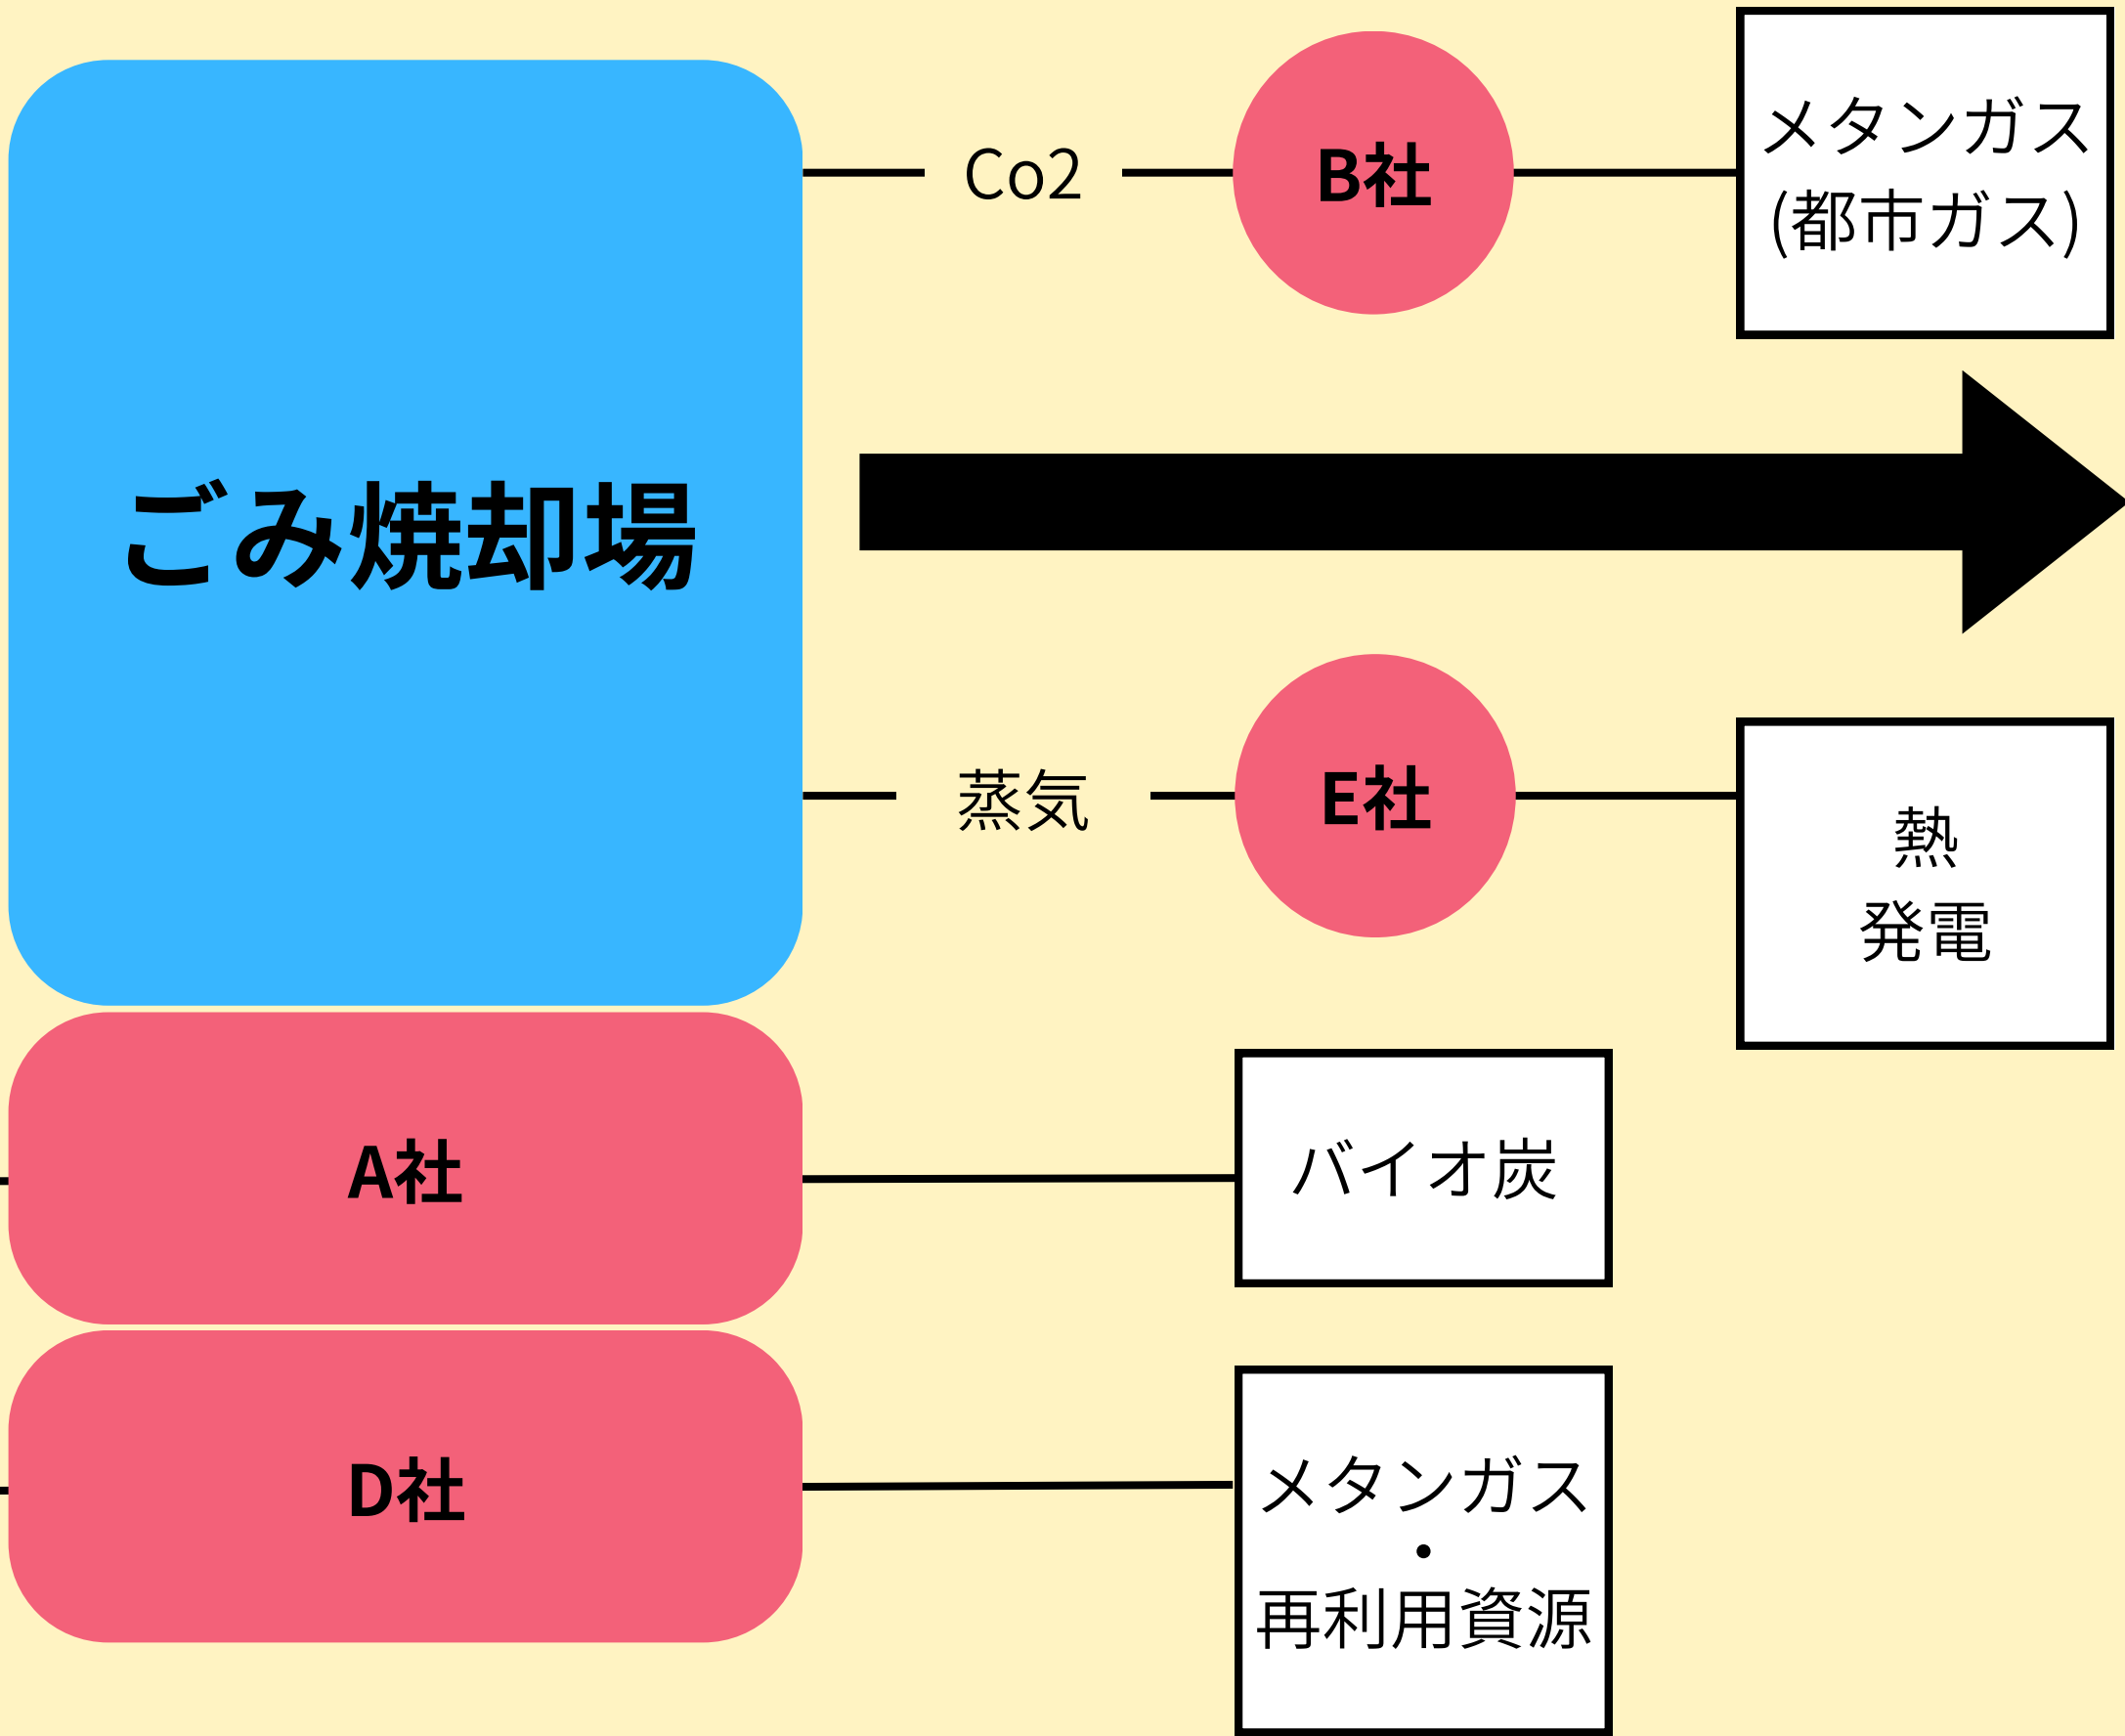 ごみ焼却場
Co2
B社
メタンガス
(都市ガス)
蒸気
E社
熱
発電
A社
バイオ炭
D社
メタンガス
・
再利用資源